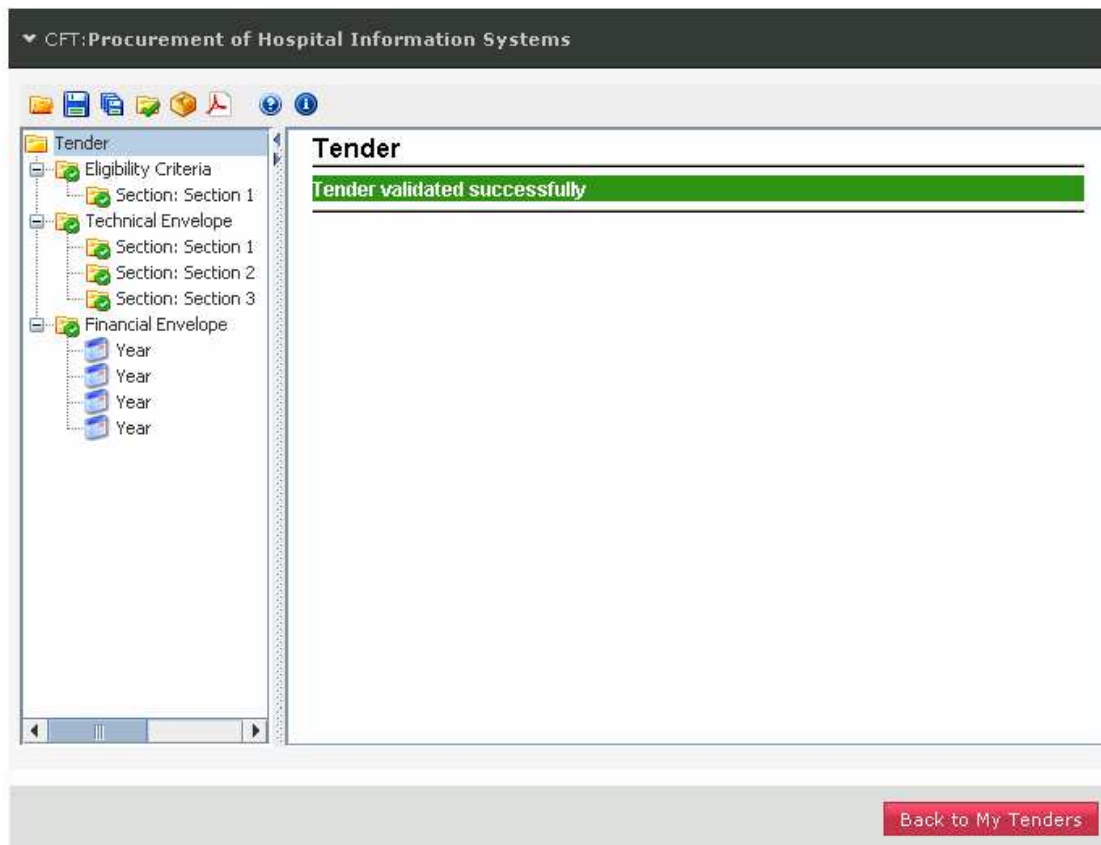 CFT:Procurement of Hospital Information Systems
Tender
Eligibility Criteria
Section: Section 1
Technical Envelope
Section: Section 1
Section: Section 2
Section: Section 3
Financial Envelope
Year
Year
Year
Year
Tender
Tender validated successfully
Back to My Tenders